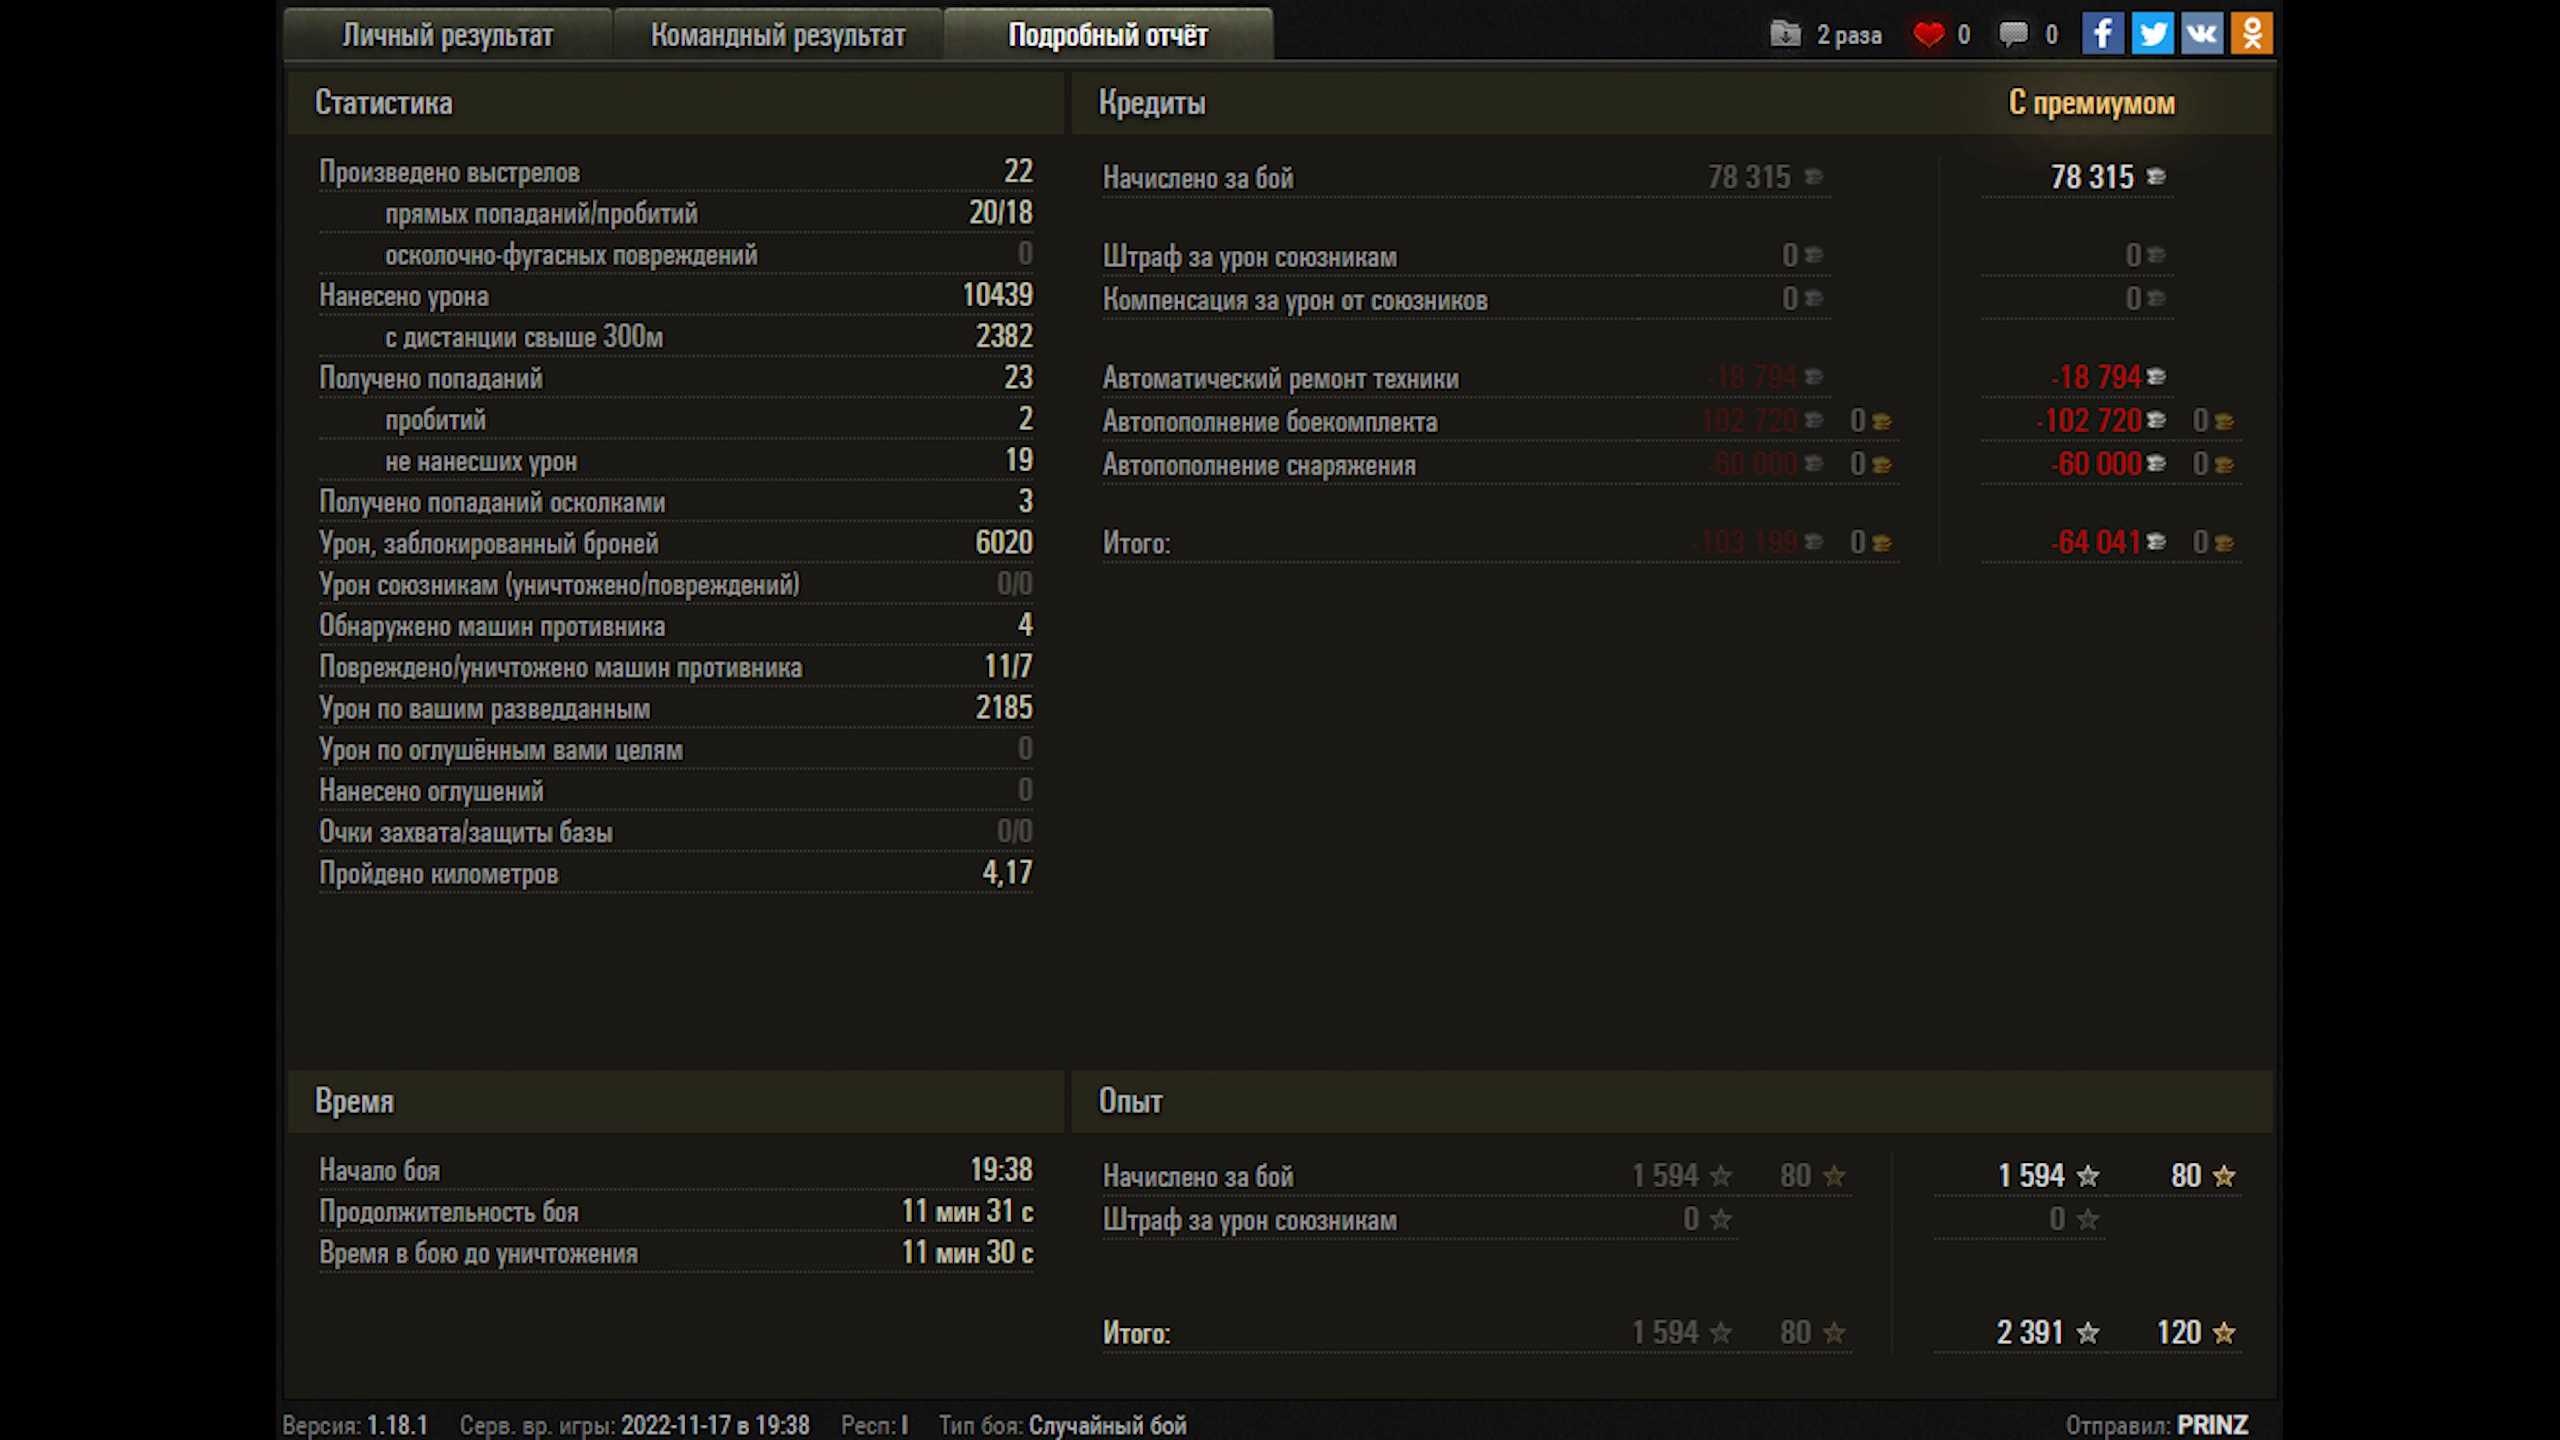 Личный результат Командный результат Подробный отчёт 2 раза 0 0
Статистика
Произведено выстрелов 22
прямых попаданий/пробитий 20/18
осколочно-фугасных повреждений 0
Нанесено урона 10439
с дистанции свыше 300м 2382
Получено попаданий 23
пробитий 2
не нанесших урон 19
Получено попаданий осколками 3
Урон, заблокированный броней 6020
Урон союзникам (уничтожено/повреждений) 0/0
Обнаружено машин противника 4
Повреждено/уничтожено машин противника 11/7
Урон по вашим разведданным 2185
Урон по оглушённым вами целям 0
Нанесено оглушений 0
Очки захвата/защиты базы 0/0
Пройдено километров 4,17
Кредиты С премиумом
Начислено за бой 78 315 78 315
Штраф за урон союзникам 0 0
Компенсация за урон от союзников 0 0
Автоматический ремонт техники -18 794 -18 794
Автопополнение боекомплекта -102 720 0 -102 720 0
Автопополнение снаряжения -60 000 0 -60 000 0
Итого: -103 199 0 -64 041 0
Время
Начало боя 19:38
Продолжительность боя 11 мин 31 с
Время в бою до уничтожения 11 мин 30 с
Опыт
Начислено за бой 1 594 80 1 594 80
Штраф за урон союзникам 0 0
Итого: 1 594 80 2 391 120
Версия: 1.18.1 Серв. вр. игры: 2022-11-17 в 19:38 Респ: I Тип боя: Случайный бой Отправил: PRINZ